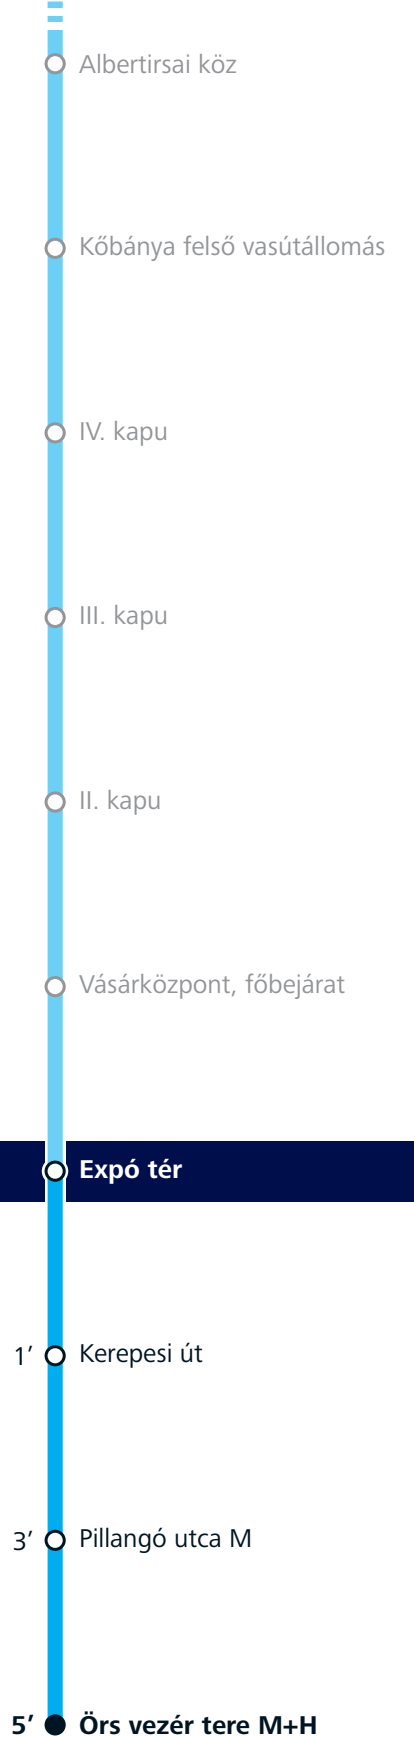 Albertirsai köz
Kőbánya felső vasútállomás
IV. kapu
III. kapu
II. kapu
Vásárközpont, főbejárat
Expó tér
1’ Kerepesi út
3’ Pillangó utca M
5’ Örs vezér tere M+H